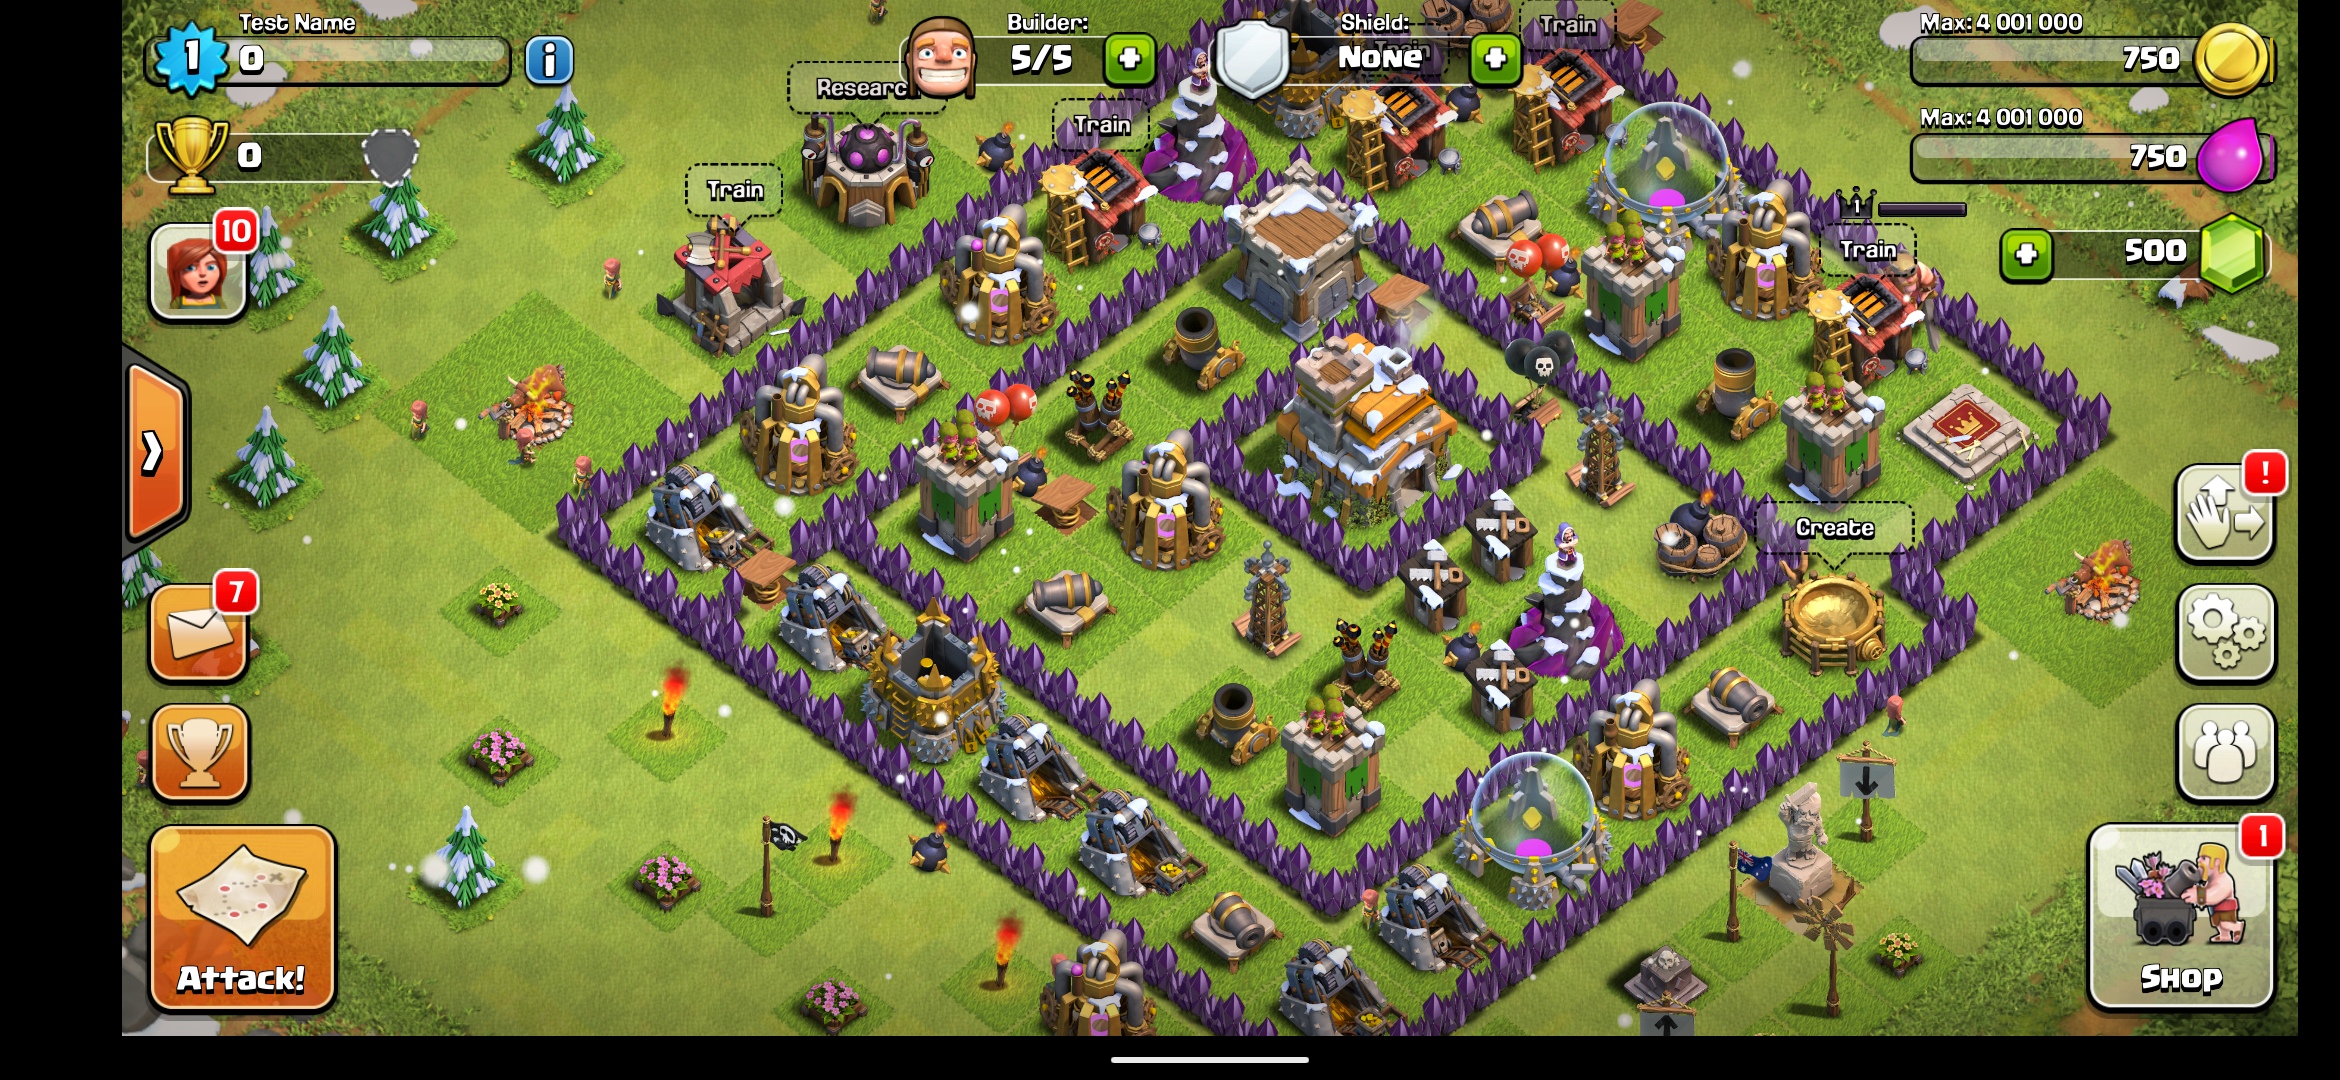 Test Name
1
0
Builder:
5/5
Shield:
None
Max: 4 001 000
750
0
Max: 4 001 000
750
500
10
7
Train
Researc
Train
Train
Train
Train
1
Create
!
1
Attack!
Shop